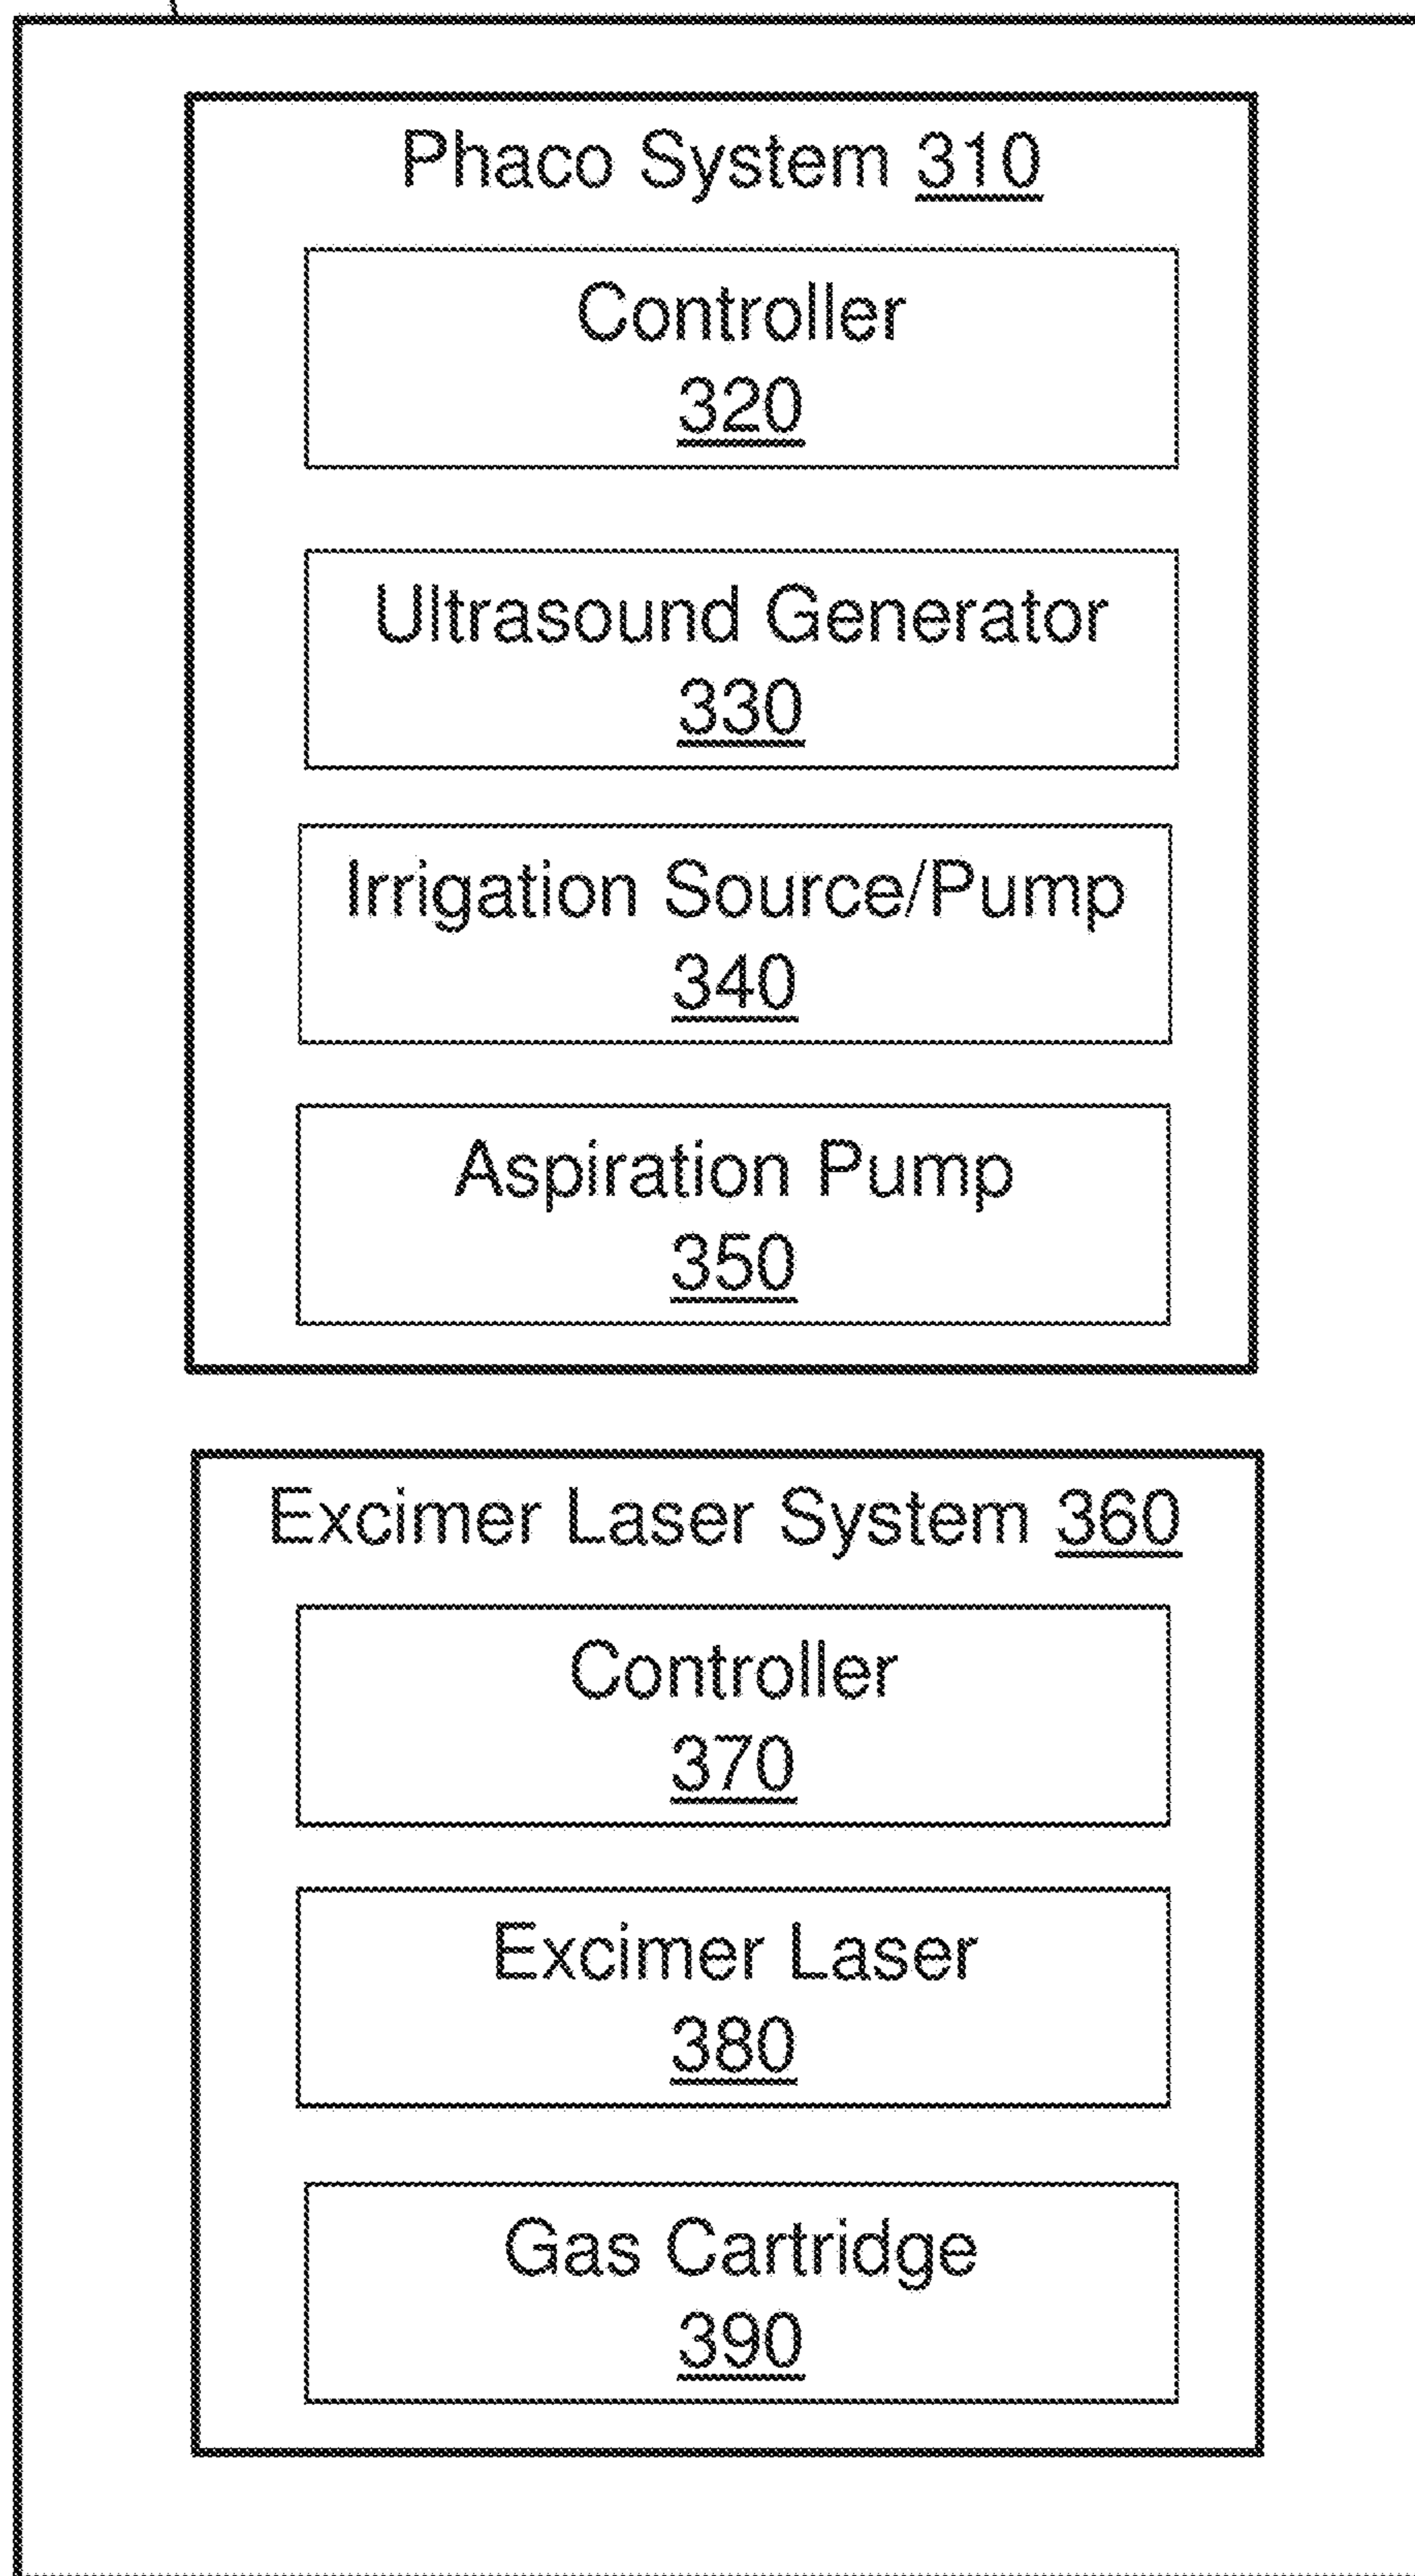 Phaco System 310
Controller
320
Ultrasound Generator
330
Irrigation Source/Pump
340
Aspiration Pump
350
Excimer Laser System 360
Controller
370
Excimer Laser
380
Gas Cartridge
390